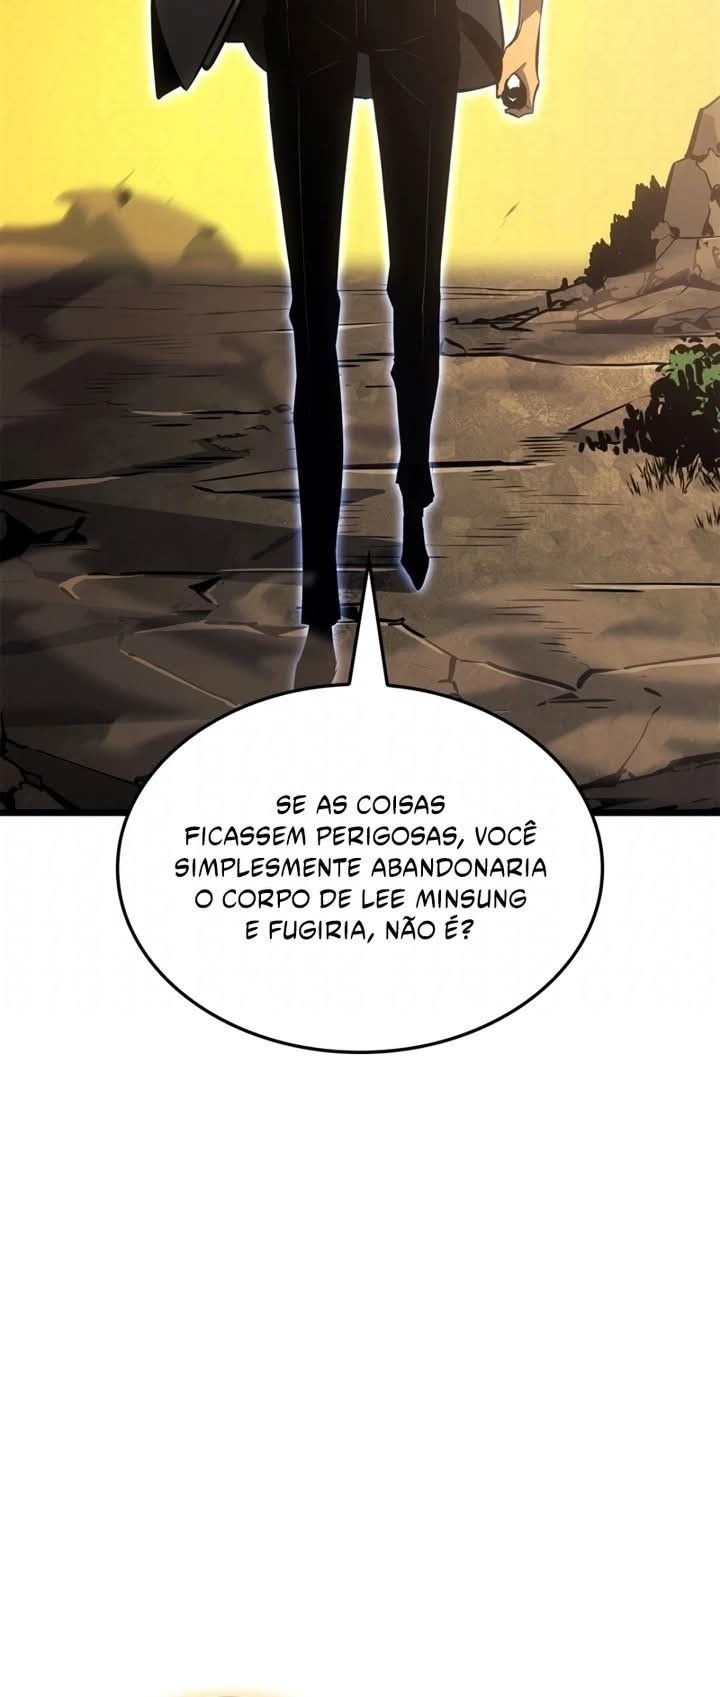 SE AS COISAS
FICASSEM PERIGOSAS, VOCÊ
SIMPLESMENTE ABANDONARIA
O CORPO DE LEE MINSUNG
E FUGIRIA, NÃO É?